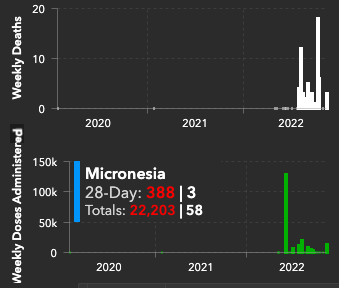 Weekly Deaths
20
10
0
2020 2021 2022
Weekly Doses Administered
150k
100k
50k
0
Micronesia
28-Day: 388 | 3
Totals: 22,203 | 58
2020 2021 2022